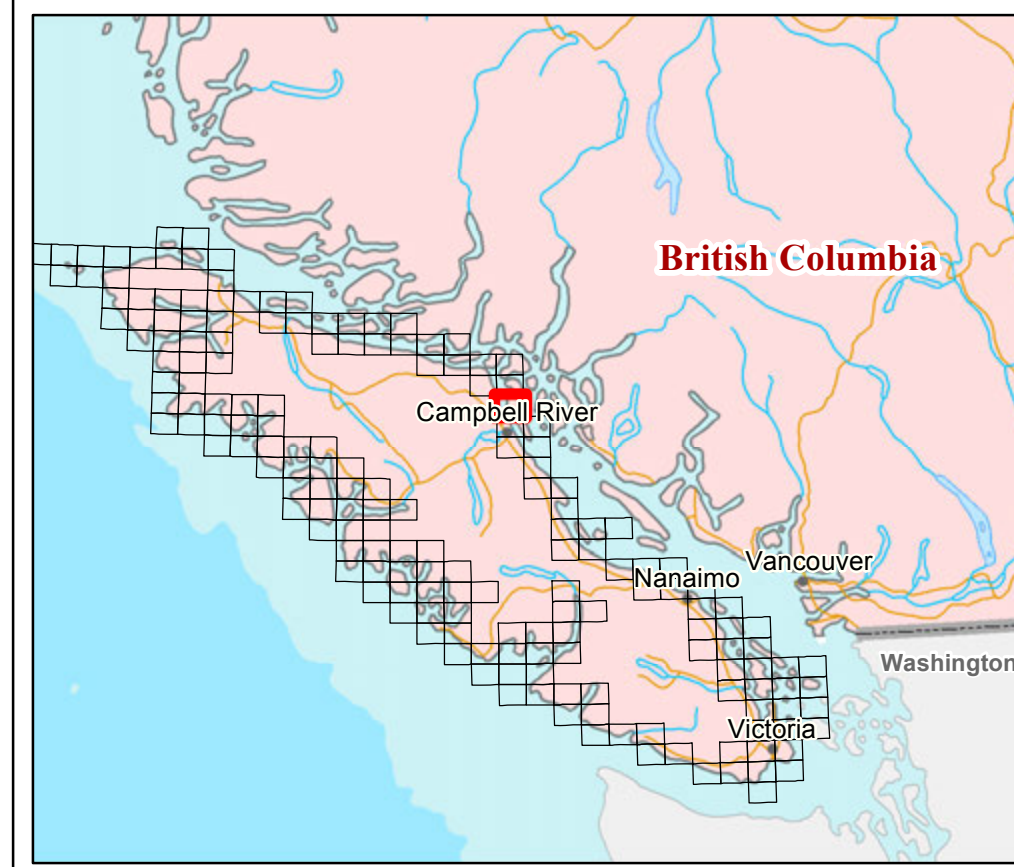 British Columbia
Campbell River
Vancouver
Nanaimo
Washington
Victoria